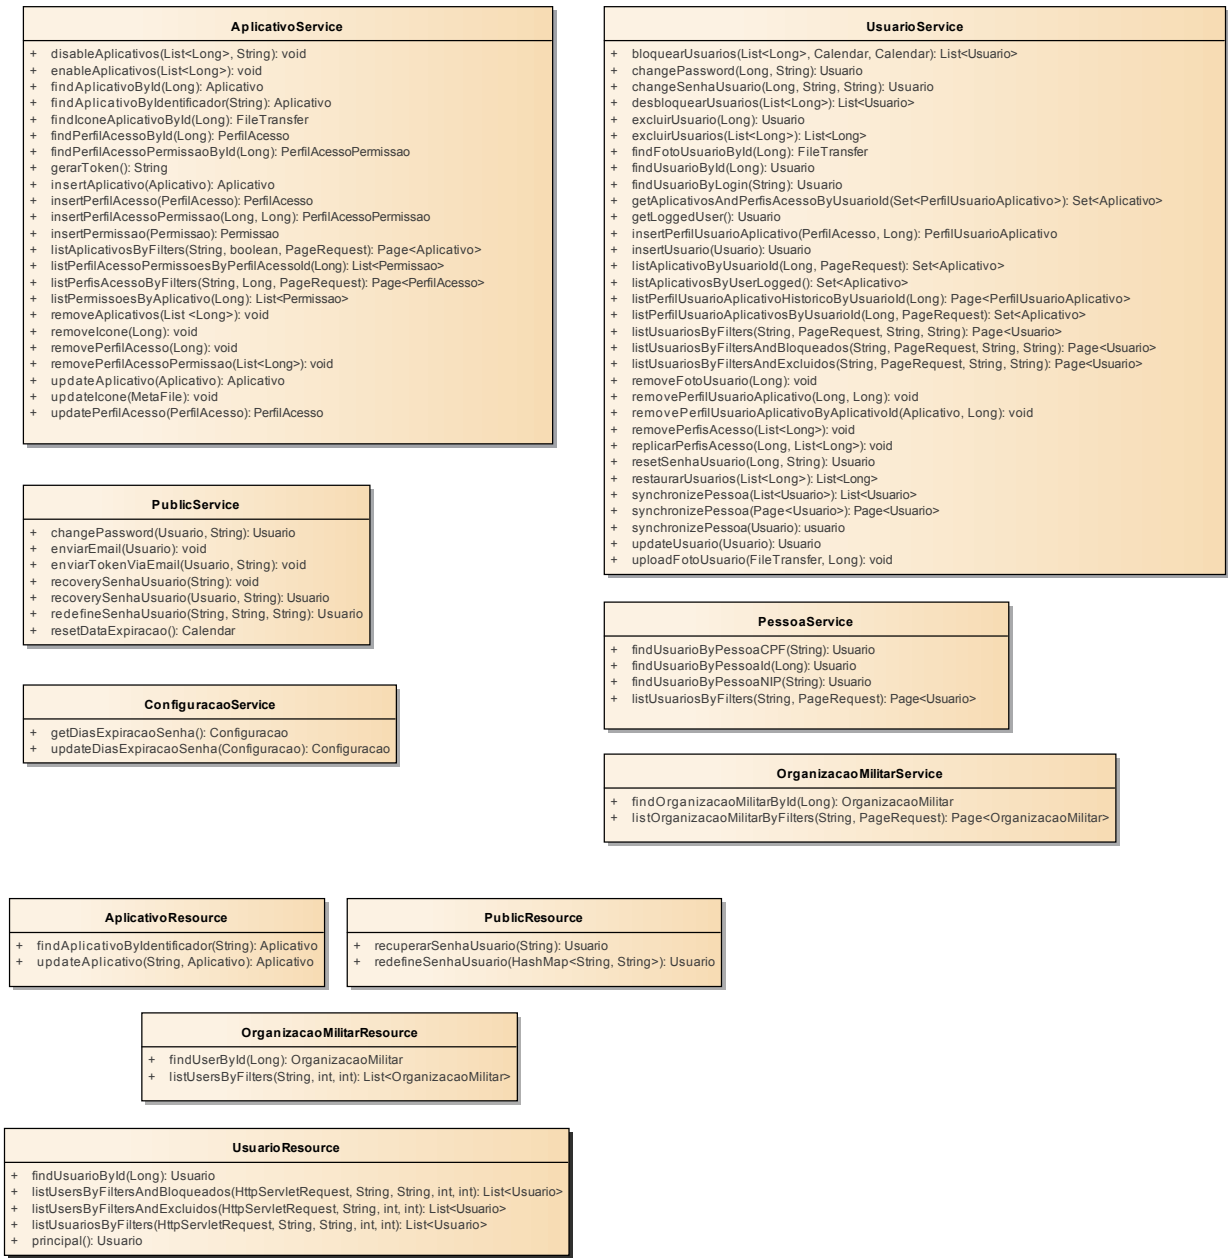 AplicativoService
+ disableAplicativos(List<Long>, String): void
+ enableAplicativos(List<Long>): void
+ findAplicativoById(Long): Aplicativo
+ findAplicativoByIdentificador(String): Aplicativo
+ findIconeAplicativoById(Long): FileTransfer
+ findPerfilAcessoById(Long): PerfilAcesso
+ findPerfilAcessoPermissaoById(Long): PerfilAcessoPermissao
+ gerarToken(): String
+ insertAplicativo(Aplicativo): Aplicativo
+ insertPerfilAcesso(PerfilAcesso): PerfilAcesso
+ insertPerfilAcessoPermissao(Long, Long): PerfilAcessoPermissao
+ insertPermissao(Permissao): Permissao
+ listAplicativosByFilters(String, boolean, PageRequest): Page<Aplicativo>
+ listPerfilAcessoPermissoesByPerfilAcessoId(Long): List<Permissao>
+ listPerfisAcessoByFilters(String, Long, PageRequest): Page<PerfilAcesso>
+ listPermissoesByAplicativo(Long): List<Permissao>
+ removeAplicativos(List <Long>): void
+ removeIcone(Long): void
+ removePerfilAcesso(Long): void
+ removePerfilAcessoPermissao(List<Long>): void
+ updateAplicativo(Aplicativo): Aplicativo
+ updateIcone(MetaFile): void
+ updatePerfilAcesso(PerfilAcesso): PerfilAcesso
UsuarioService
+ bloquearUsuarios(List<Long>, Calendar, Calendar): List<Usuario>
+ changePassword(Long, String): Usuario
+ changeSenhaUsuario(Long, String, String): Usuario
+ desbloquearUsuarios(List<Long>): List<Usuario>
+ excluirUsuario(Long): Usuario
+ excluirUsuarios(List<Long>): List<Long>
+ findFotoUsuarioById(Long): FileTransfer
+ findUsuarioById(Long): Usuario
+ findUsuarioByLogin(String): Usuario
+ getAplicativosAndPerfisAcessoByUsuarioId(Set<PerfilUsuarioAplicativo>): Set<Aplicativo>
+ getLoggedUser(): Usuario
+ insertPerfilUsuarioAplicativo(PerfilAcesso, Long): PerfilUsuarioAplicativo
+ insertUsuario(Usuario): Usuario
+ listAplicativoByUsuarioId(Long, PageRequest): Set<Aplicativo>
+ listAplicativosByUserLogged(): Set<Aplicativo>
+ listPerfilUsuarioAplicativoHistoricoByUsuarioId(Long): Page<PerfilUsuarioAplicativo>
+ listPerfilUsuarioAplicativosByUsuarioId(Long, PageRequest): Set<Aplicativo>
+ listUsuariosByFilters(String, PageRequest, String, String): Page<Usuario>
+ listUsuariosByFiltersAndBloqueados(String, PageRequest, String, String): Page<Usuario>
+ listUsuariosByFiltersAndExcluidos(String, PageRequest, String, String): Page<Usuario>
+ removeFotoUsuario(Long): void
+ removePerfilUsuarioAplicativo(Long, Long): void
+ removePerfilUsuarioAplicativoByAplicativoId(Aplicativo, Long): void
+ removePerfisAcesso(List<Long>): void
+ replicarPerfisAcesso(Long, List<Long>): void
+ resetSenhaUsuario(Long, String): Usuario
+ restaurarUsuarios(List<Long>): List<Long>
+ synchronizePessoa(List<Usuario>): List<Usuario>
+ synchronizePessoa(Page<Usuario>): Page<Usuario>
+ synchronizePessoa(Usuario): usuario
+ updateUsuario(Usuario): Usuario
+ uploadFotoUsuario(FileTransfer, Long): void
PublicService
+ changePassword(Usuario, String): Usuario
+ enviarEmail(Usuario): void
+ enviarTokenViaEmail(Usuario, String): void
+ recoverySenhaUsuario(String): void
+ recoverySenhaUsuario(Usuario, String): Usuario
+ redefineSenhaUsuario(String, String, String): Usuario
+ resetDataExpiracao(): Calendar
PessoaService
+ findUsuarioByPessoaCPF(String): Usuario
+ findUsuarioByPessoaId(Long): Usuario
+ findUsuarioByPessoaNIP(String): Usuario
+ listUsuariosByFilters(String, PageRequest): Page<Usuario>
ConfiguracaoService
+ getDiasExpiracaoSenha(): Configuracao
+ updateDiasExpiracaoSenha(Configuracao): Configuracao
OrganizacaoMilitarService
+ findOrganizacaoMilitarById(Long): OrganizacaoMilitar
+ listOrganizacaoMilitarByFilters(String, PageRequest): Page<OrganizacaoMilitar>
AplicativoResource
+ findAplicativoByIdentificador(String): Aplicativo
+ updateAplicativo(String, Aplicativo): Aplicativo
PublicResource
+ recuperarSenhaUsuario(String): Usuario
+ redefineSenhaUsuario(HashMap<String, String>): Usuario
OrganizacaoMilitarResource
+ findUserById(Long): OrganizacaoMilitar
+ listUsersByFilters(String, int, int): List<OrganizacaoMilitar>
UsuarioResource
+ findUsuarioById(Long): Usuario
+ listUsersByFiltersAndBloqueados(HttpServletRequest, String, String, int, int): List<Usuario>
+ listUsersByFiltersAndExcluidos(HttpServletRequest, String, int, int): List<Usuario>
+ listUsuariosByFilters(HttpServletRequest, String, String, int, int): List<Usuario>
+ principal(): Usuario